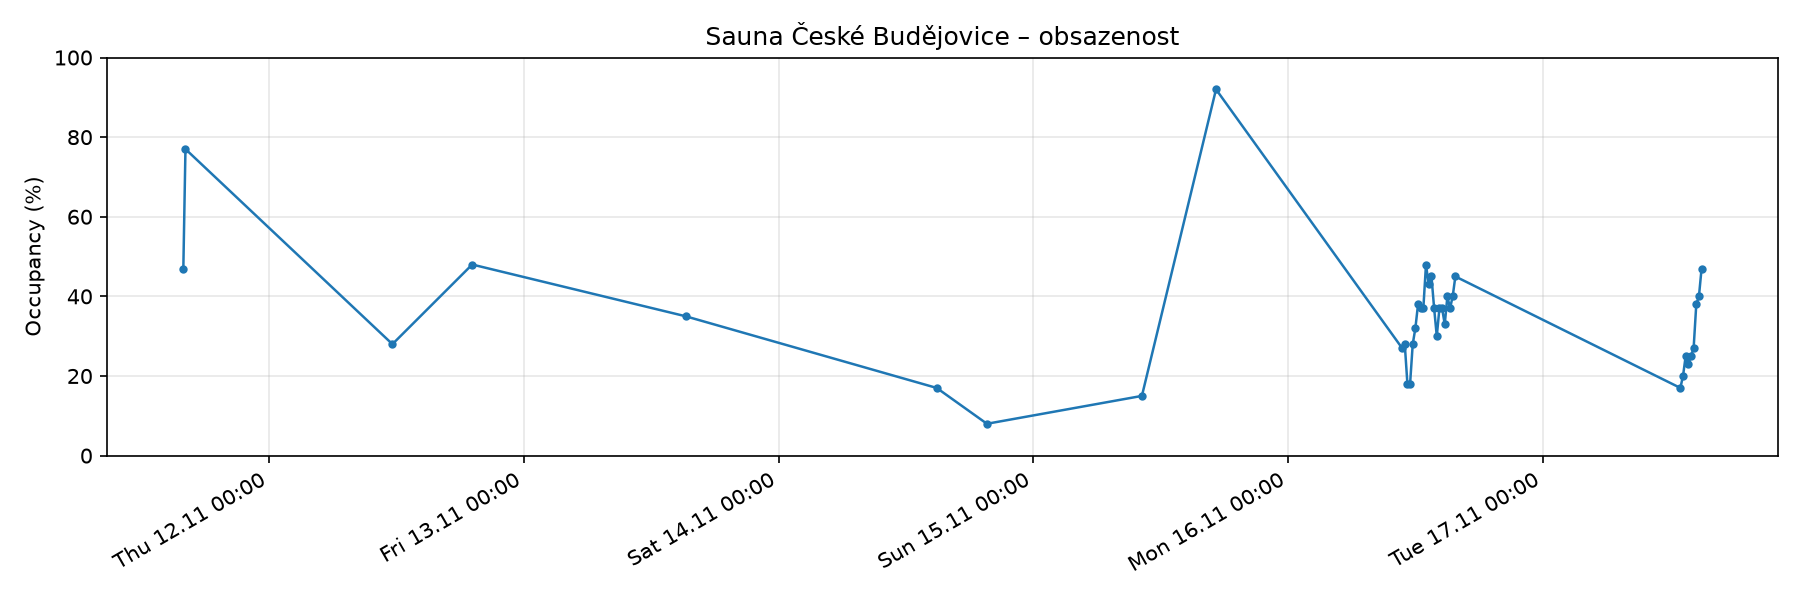 Sauna České Budějovice – obsazenost
Occupancy (%)
100
80
60
40
20
0
Thu 12.11 00:00
Fri 13.11 00:00
Sat 14.11 00:00
Sun 15.11 00:00
Mon 16.11 00:00
Tue 17.11 00:00